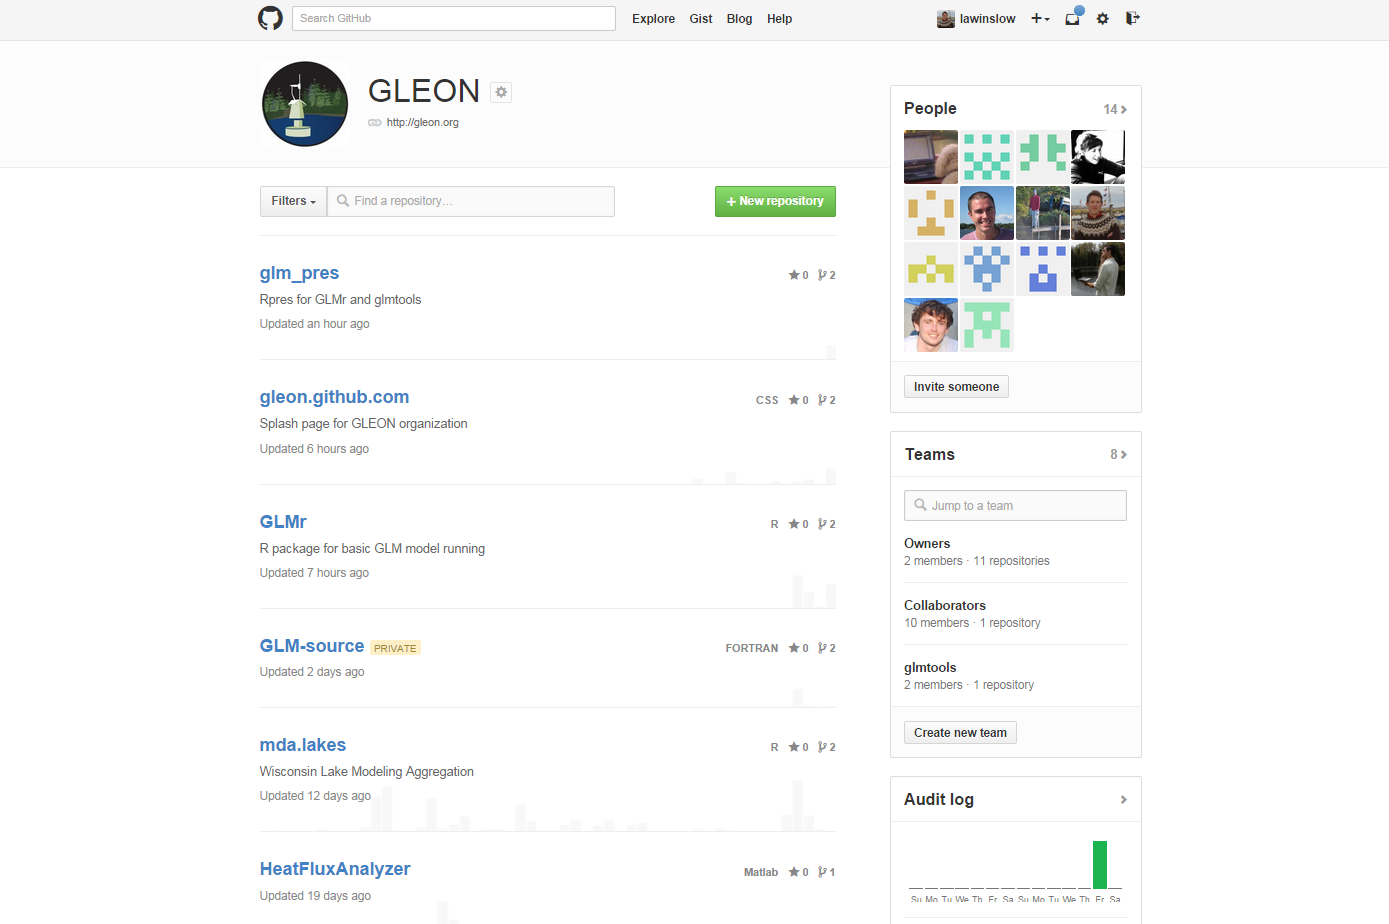 Search GitHub Explore Gist Blog Help lawinslow
GLEON
http://gleon.org
Filters Find a repository... New repository
glm_pres 0 2
Rpres for GLMr and glmtools
Updated an hour ago
gleon.github.com CSS 0 2
Splash page for GLEON organization
Updated 6 hours ago
GLMr R 0 2
R package for basic GLM model running
Updated 7 hours ago
GLM-source PRIVATE FORTRAN 0 2
Updated 2 days ago
mda.lakes R 0 2
Wisconsin Lake Modeling Aggregation
Updated 12 days ago
HeatFluxAnalyzer Matlab 0 1
Updated 19 days ago
People 14
Invite someone
Teams 8
Jump to a team
Owners
2 members · 11 repositories
Collaborators
10 members · 1 repository
glmtools
2 members · 1 repository
Create new team
Audit log
Su Mo Tu We Th Fr Sa Su Mo Tu We Th Fr Sa